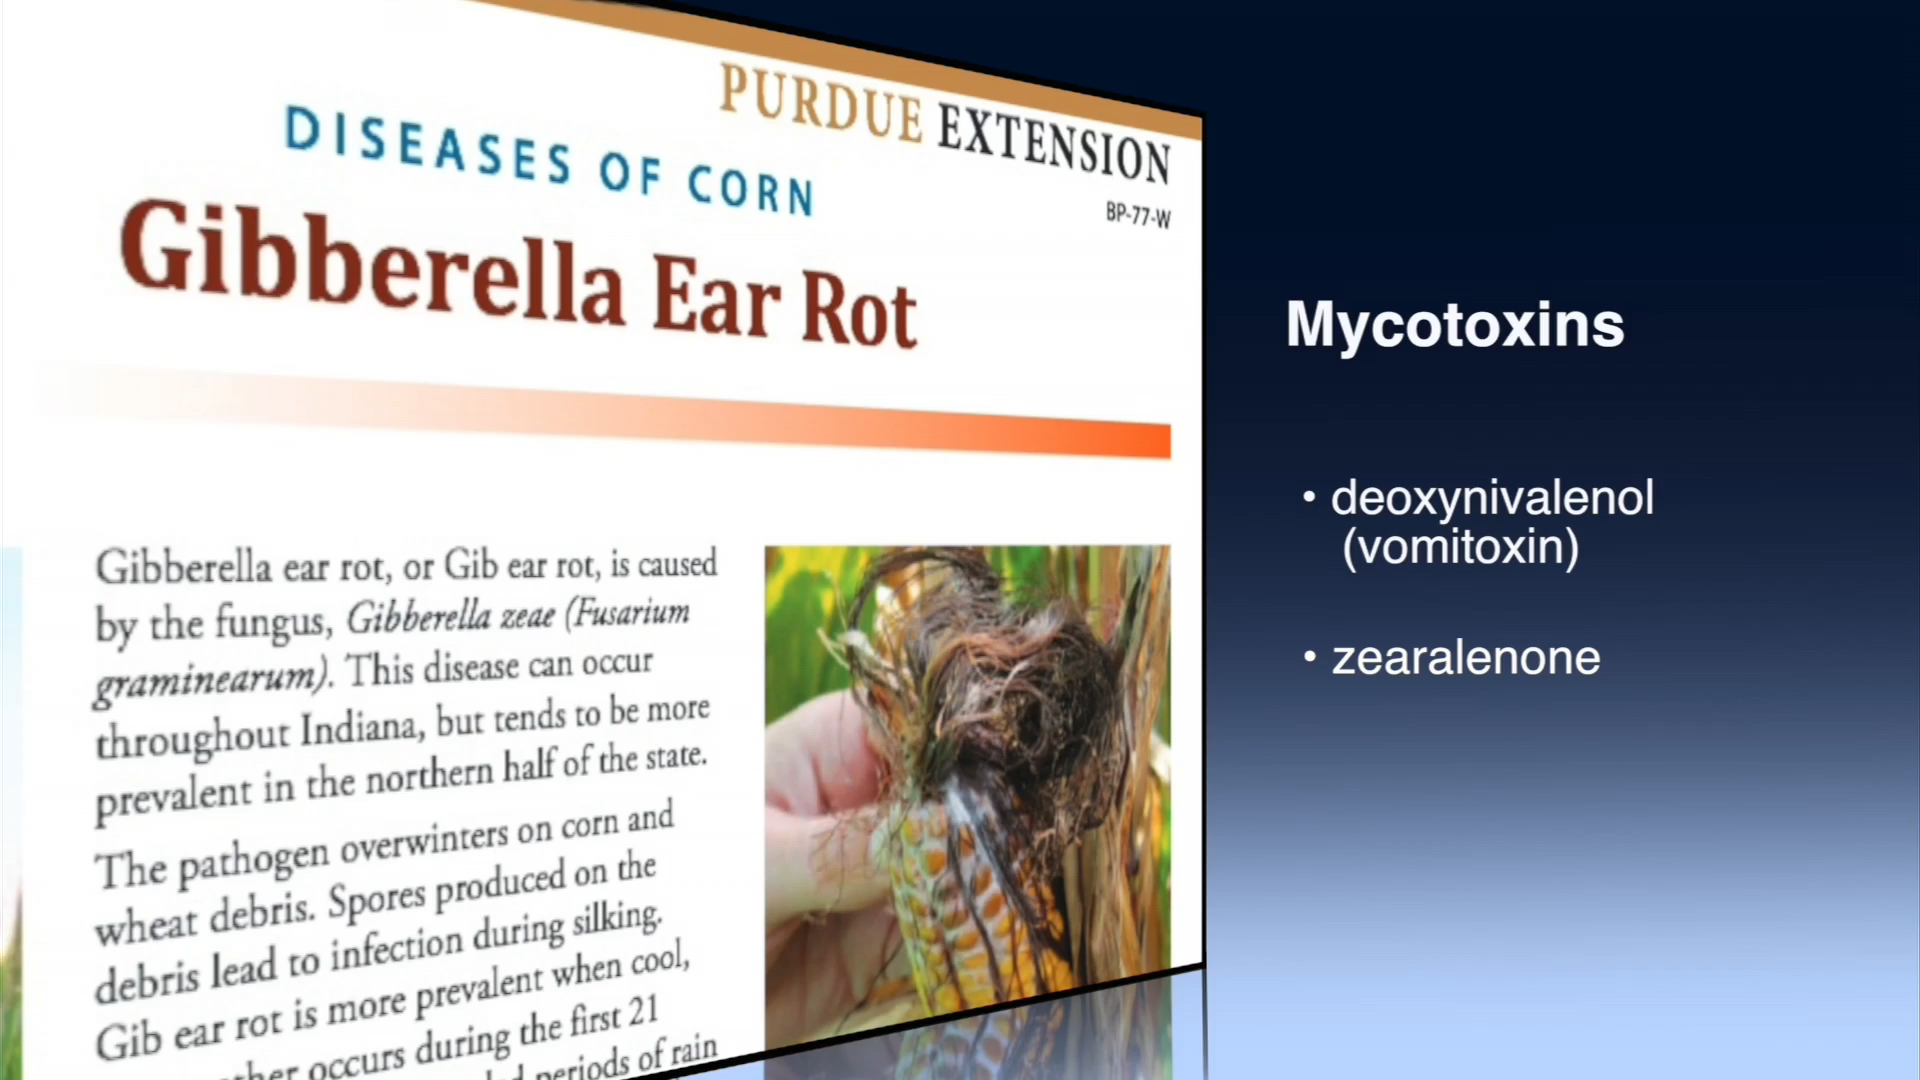 PURDUE EXTENSION
BP-77-W
DISEASES OF CORN
Gibberella Ear Rot
Gibberella ear rot, or Gib ear rot, is caused
by the fungus, Gibberella zeae (Fusarium
graminearum). This disease can occur
throughout Indiana, but tends to be more
prevalent in the northern half of the state.
The pathogen overwinters on corn and
wheat debris. Spores produced on the
debris lead to infection during silking.
Gib ear rot is more prevalent when cool,
occurs during the first 21
periods of rain
Mycotoxins
• deoxynivalenol
(vomitoxin)
• zearalenone